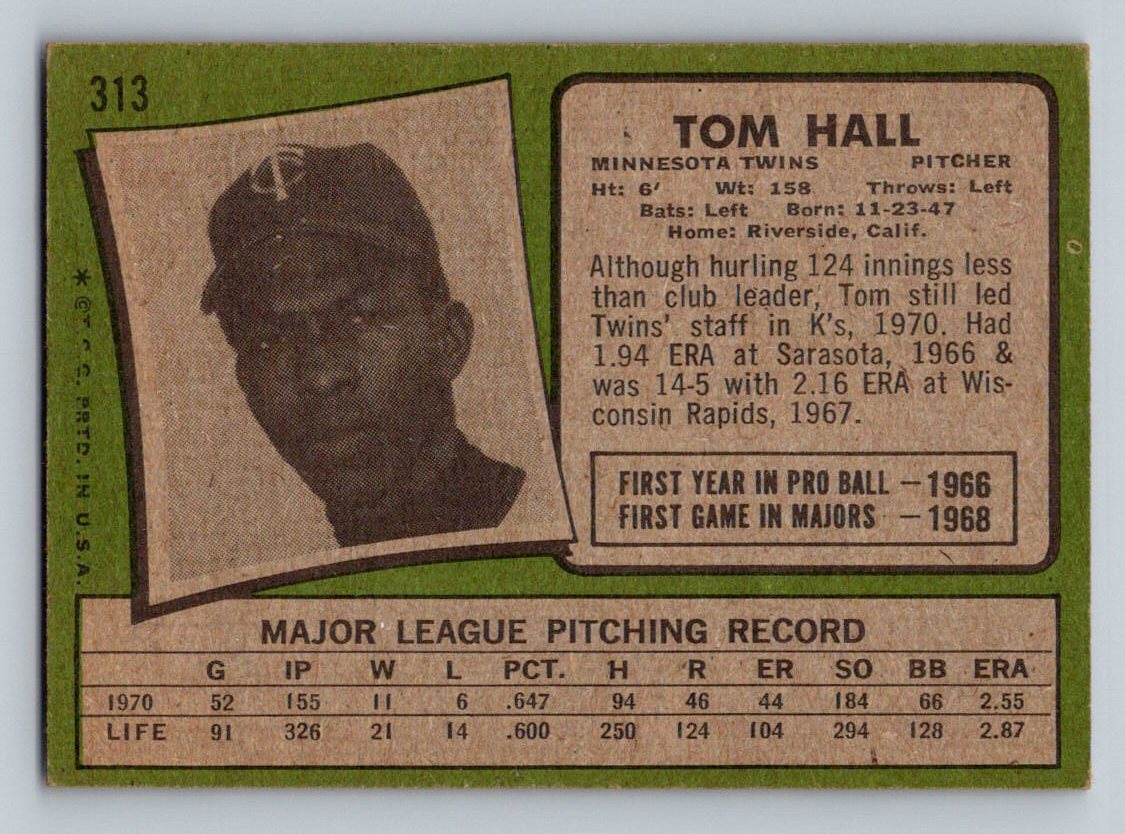 313
TOM HALL
MINNESOTA TWINS PITCHER
Ht: 6' Wt: 158 Throws: Left
Bats: Left Born: 11-23-47
Home: Riverside, Calif.
Although hurling 124 innings less
than club leader, Tom still led
Twins' staff in K's, 1970. Had
1.94 ERA at Sarasota, 1966 &
was 14-5 with 2.16 ERA at Wis-
consin Rapids, 1967.
FIRST YEAR IN PRO BALL — 1966
FIRST GAME IN MAJORS — 1968
TC
* © T. C. G. PRTD. IN U.S.A.
MAJOR LEAGUE PITCHING RECORD
G IP W L PCT. H R ER SO BB ERA
1970 52 155 11 6 .647 94 46 44 184 66 2.55
LIFE 91 326 21 14 .600 250 124 104 294 128 2.87